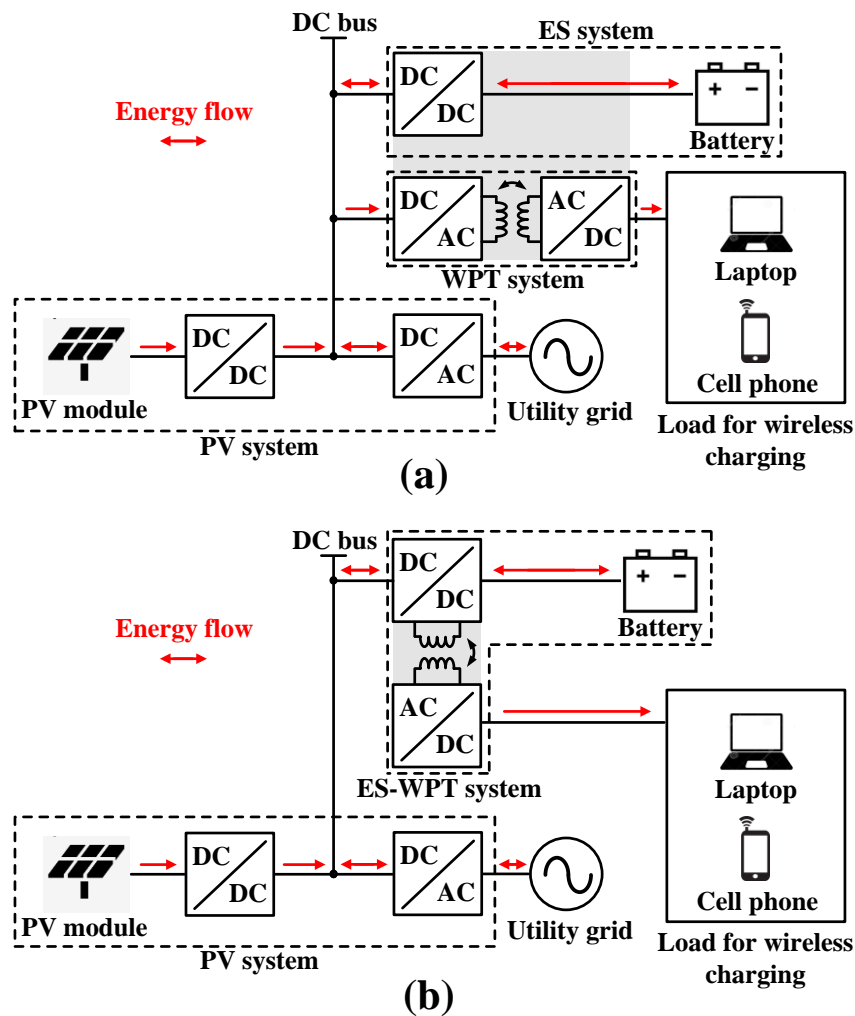 DC bus
ES system
DC
DC
+ −
Battery
Energy flow
DC
AC
AC
DC
WPT system
Laptop
Cell phone
Load for wireless
charging
PV module
DC
DC
DC
AC
Utility grid
PV system
(a)
DC bus
DC
DC
+ −
Battery
Energy flow
AC
DC
ES-WPT system
Laptop
Cell phone
Load for wireless
charging
PV module
DC
DC
DC
AC
Utility grid
PV system
(b)